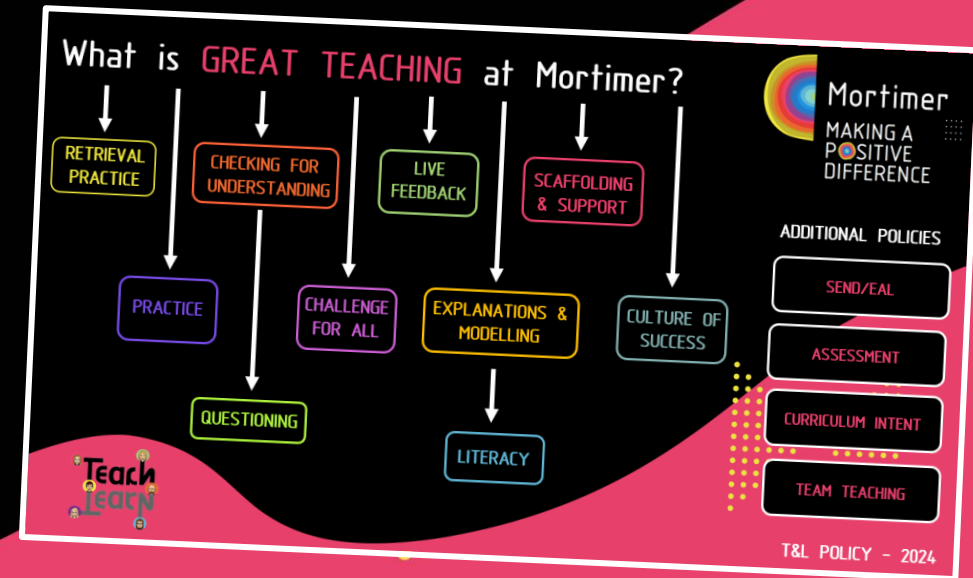 What is GREAT TEACHING at Mortimer?
RETRIEVAL
PRACTICE
CHECKING FOR
UNDERSTANDING
LIVE
FEEDBACK
SCAFFOLDING
& SUPPORT
PRACTICE
CHALLENGE
FOR ALL
EXPLANATIONS &
MODELLING
CULTURE OF
SUCCESS
QUESTIONING
LITERACY
Teach
Learn
Mortimer
MAKING A
POSITIVE
DIFFERENCE
ADDITIONAL POLICIES
SEND/EAL
ASSESSMENT
CURRICULUM INTENT
TEAM TEACHING
T&L POLICY - 2024